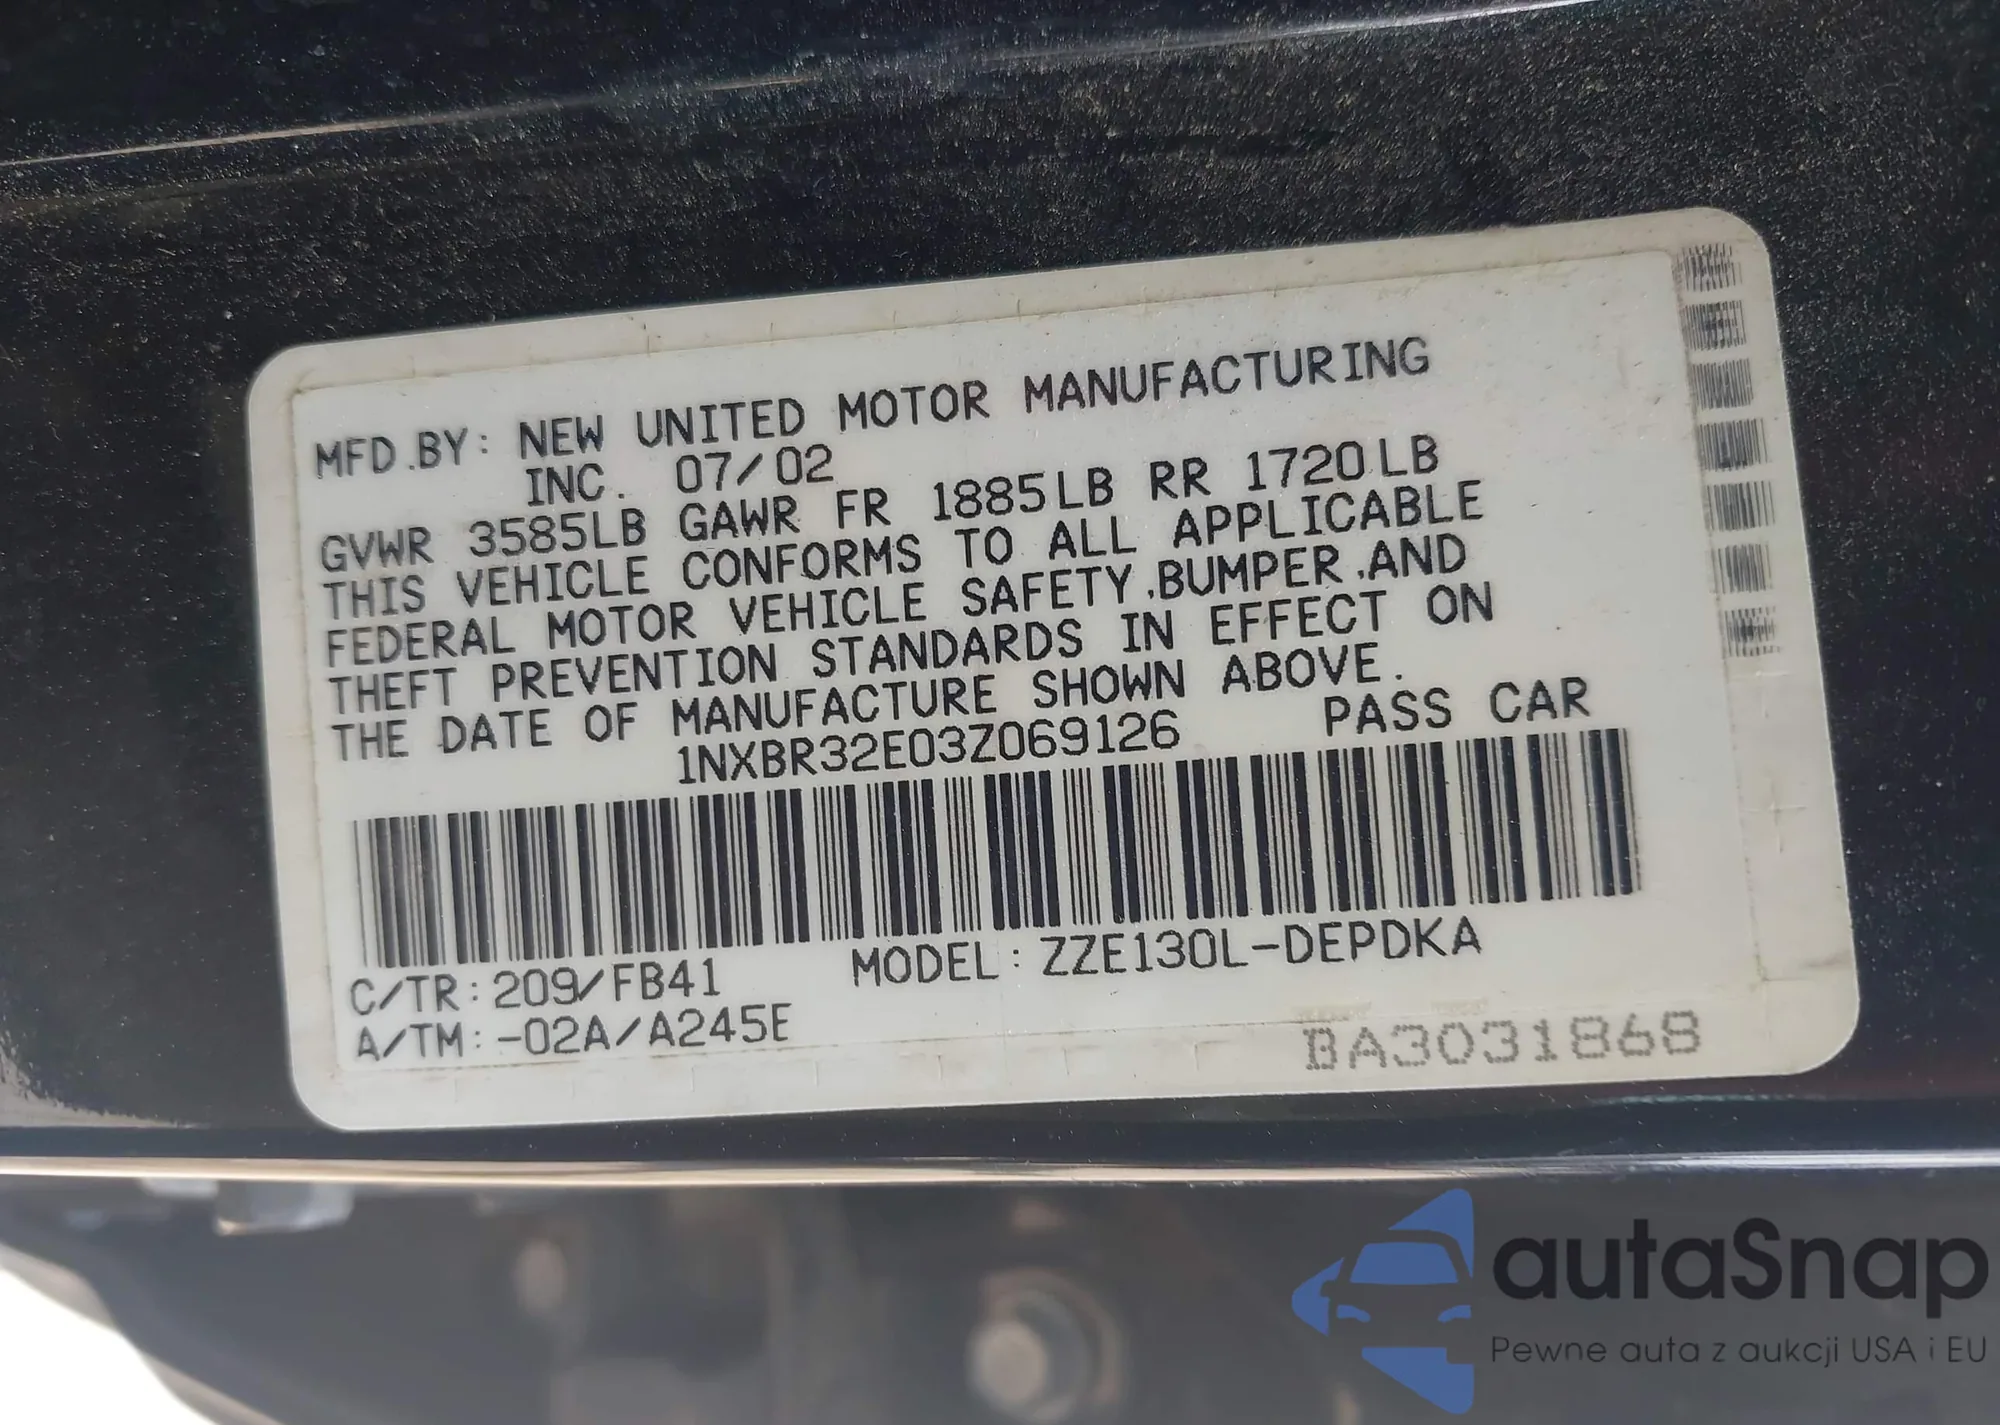 MFD.BY: NEW UNITED MOTOR MANUFACTURING
INC. 07/02
GVWR 3585LB GAWR FR 1885LB RR 1720LB
THIS VEHICLE CONFORMS TO ALL APPLICABLE
FEDERAL MOTOR VEHICLE SAFETY,BUMPER,AND
THEFT PREVENTION STANDARDS IN EFFECT ON
THE DATE OF MANUFACTURE SHOWN ABOVE.
1NXBR32E03Z069126 PASS CAR
C/TR:209/FB41 MODEL:ZZE130L-DEPDKA
A/TM:-02A/A245E
BA3031868
autaSnap
Pewne auta z aukcji USA i EU